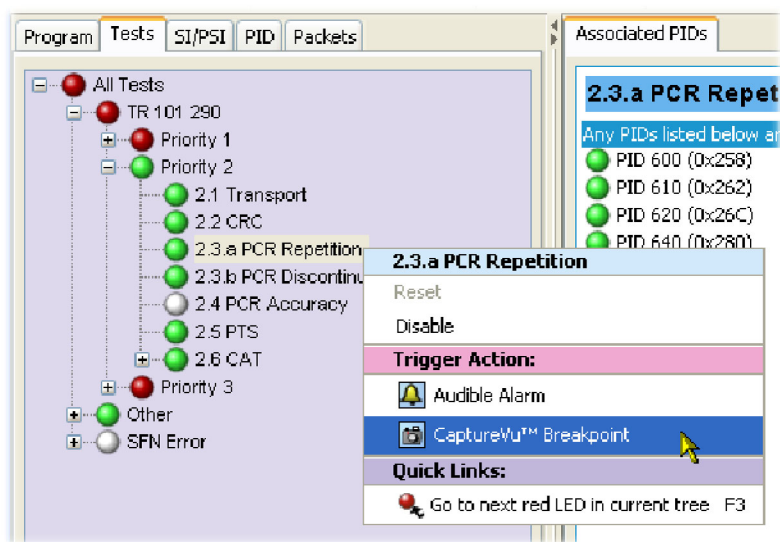 Program Tests SI/PSI PID Packets
All Tests
TR 101 290
Priority 1
Priority 2
2.1 Transport
2.2 CRC
2.3.a PCR Repetition
2.3.b PCR Discontinu
2.4 PCR Accuracy
2.5 PTS
2.6 CAT
Priority 3
Other
SFN Error
Associated PIDs
2.3.a PCR Repet
Any PIDs listed below a
PID 600 (0x258)
PID 610 (0x262)
PID 620 (0x26C)
PID 640 (0x280)
2.3.a PCR Repetition
Reset
Disable
Trigger Action:
Audible Alarm
CaptureVu™ Breakpoint
Quick Links:
Go to next red LED in current tree F3